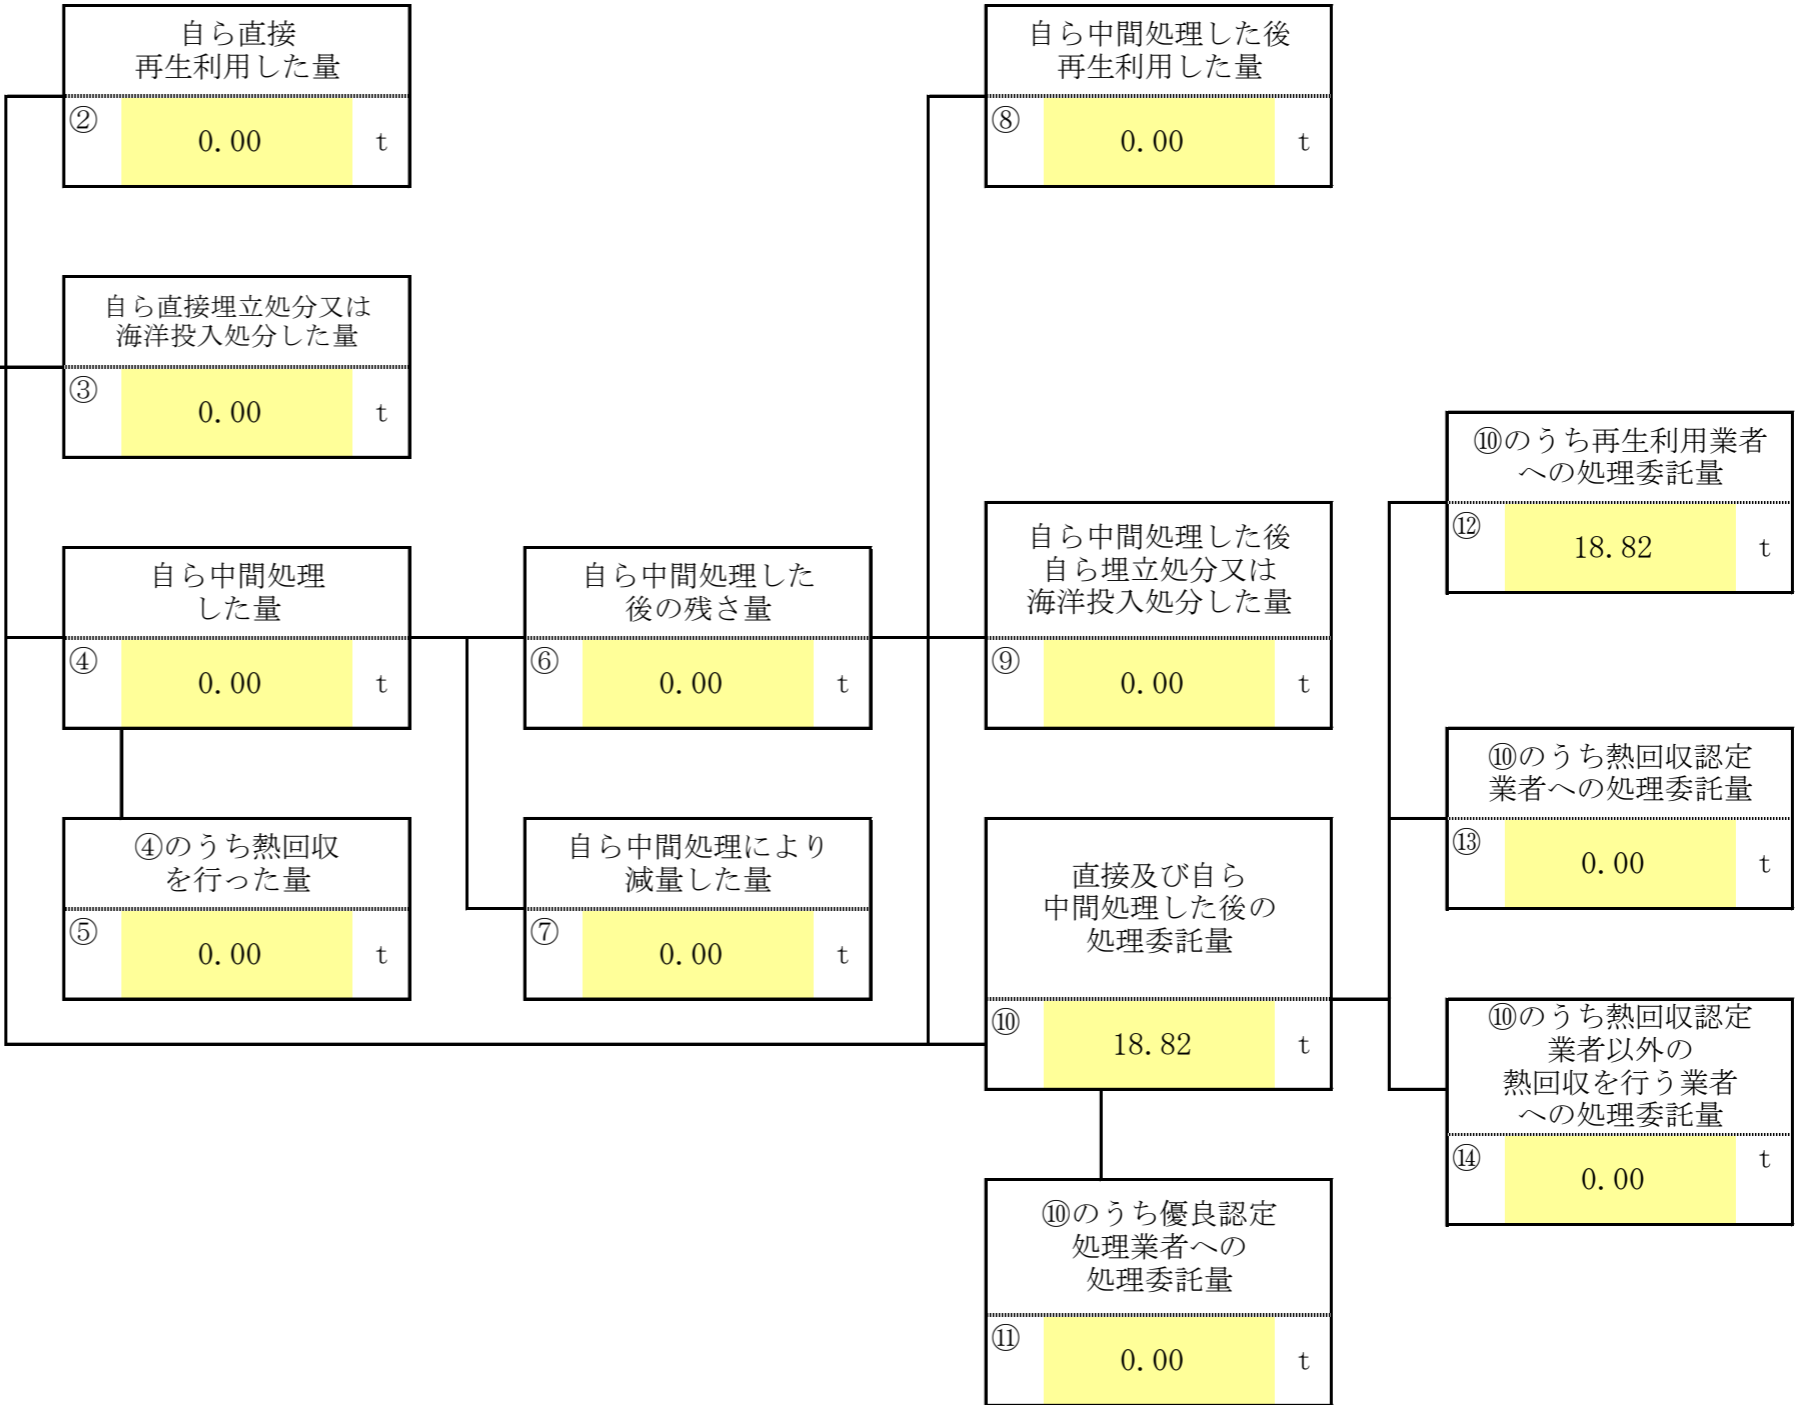 自ら直接
再生利用した量
②
0.00
t
自ら中間処理した後
再生利用した量
⑧
0.00
t
自ら直接埋立処分又は
海洋投入処分した量
③
0.00
t
⑩のうち再生利用業者
への処理委託量
⑫
18.82
t
自ら中間処理
した量
④
0.00
t
自ら中間処理した
後の残さ量
⑥
0.00
t
自ら中間処理した後
自ら埋立処分又は
海洋投入処分した量
⑨
0.00
t
⑩のうち熱回収認定
業者への処理委託量
⑬
0.00
t
④のうち熱回収
を行った量
⑤
0.00
t
自ら中間処理により
減量した量
⑦
0.00
t
直接及び自ら
中間処理した後の
処理委託量
⑩
18.82
t
⑩のうち熱回収認定
業者以外の
熱回収を行う業者
への処理委託量
⑭
0.00
t
⑩のうち優良認定
処理業者への
処理委託量
⑪
0.00
t